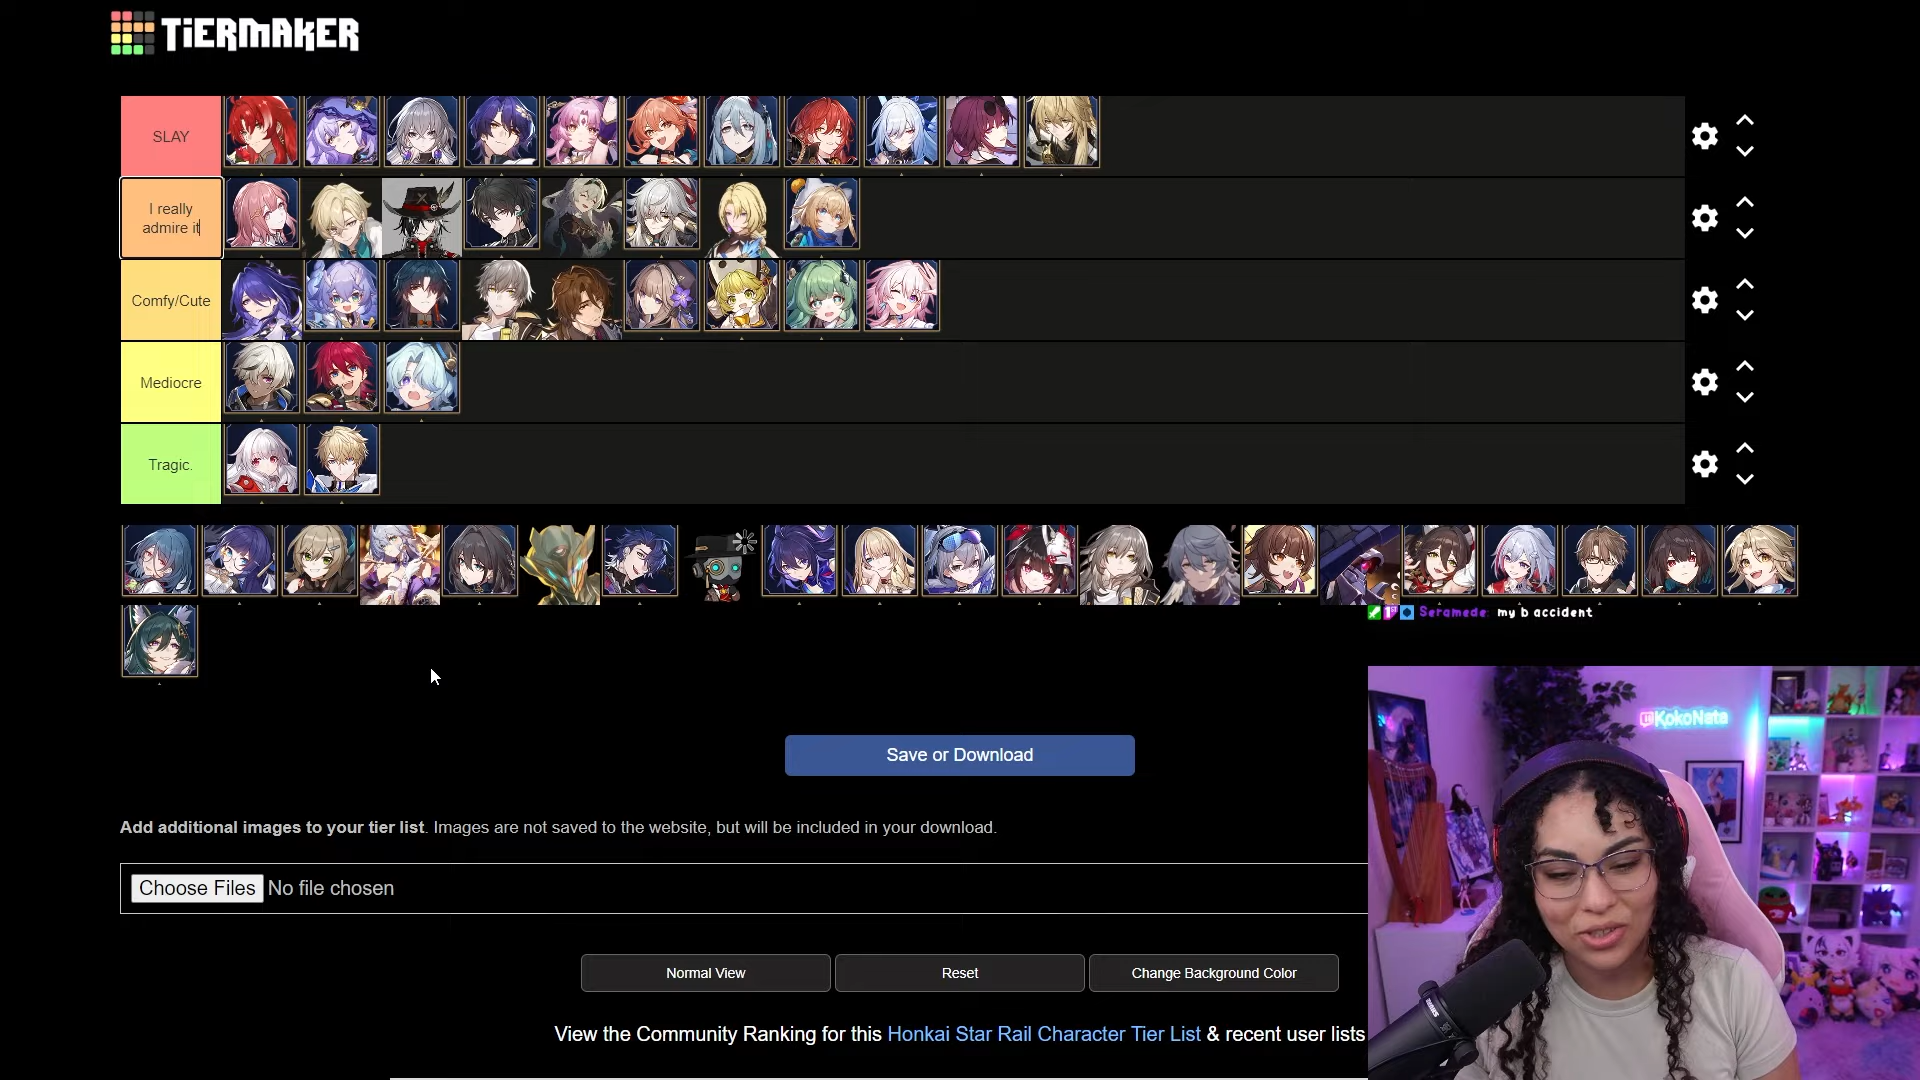 TiERMAKER
SLAY
I really
admire it
Comfy/Cute
Mediocre
Tragic.
Seramede: my b accident
KokoNata
Save or Download
Add additional images to your tier list. Images are not saved to the website, but will be included in your download.
Choose Files No file chosen
Normal View
Reset
Change Background Color
View the Community Ranking for this Honkai Star Rail Character Tier List & recent user lists